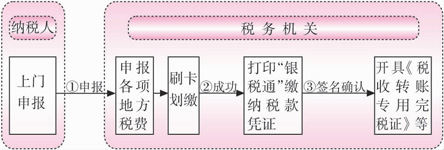 纳税人
税务机关
上门
申报
①申报
申报
各项
地方
税费
刷卡
划缴
②成功
打印“银
税通”缴
纳税款
凭证
③签名确认
开具《税
收转账
专用完
税证》等